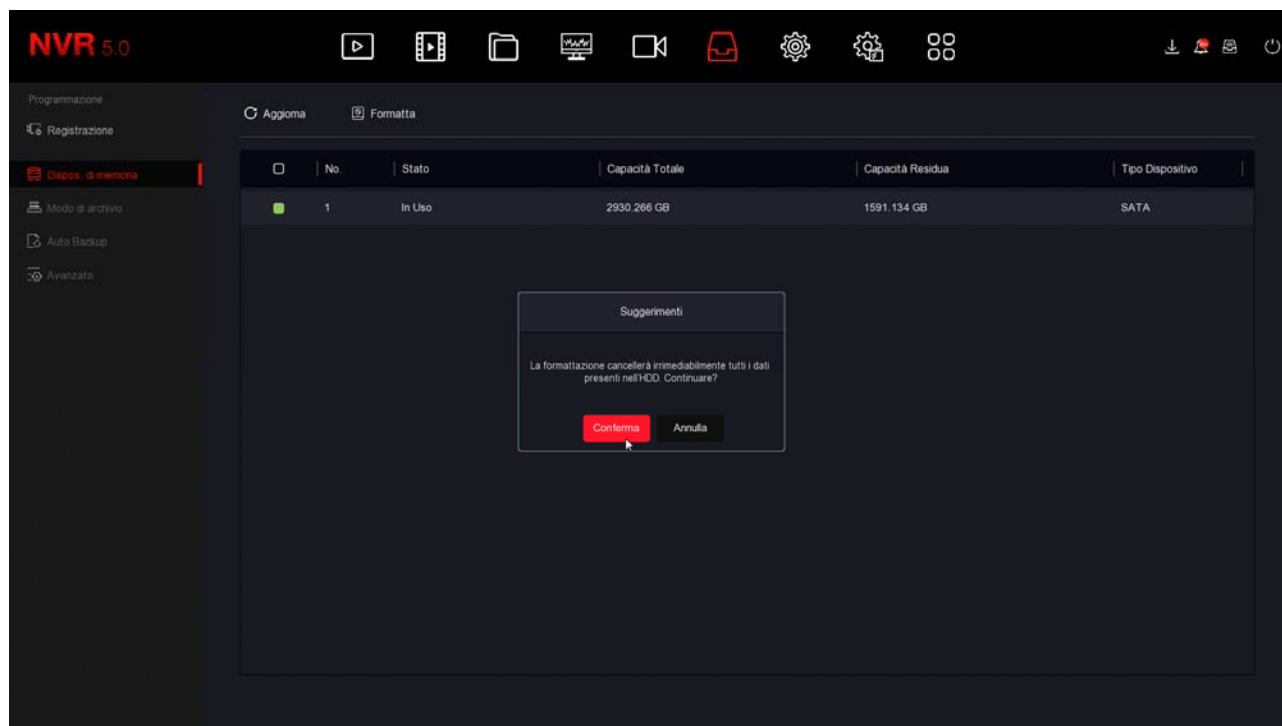 NVR 5.0
Programmazione
Registrazione
Dispos. di memoria
Modo di archivio
Auto Backup
Avanzato
Aggiorna Formatta
No. Stato Capacità Totale Capacità Residua Tipo Dispositivo
1 In Uso 2930.266 GB 1591.134 GB SATA
Suggerimenti
La formattazione cancellerà irrimediabilmente tutti i dati
presenti nell'HDD. Continuare?
Conferma Annulla